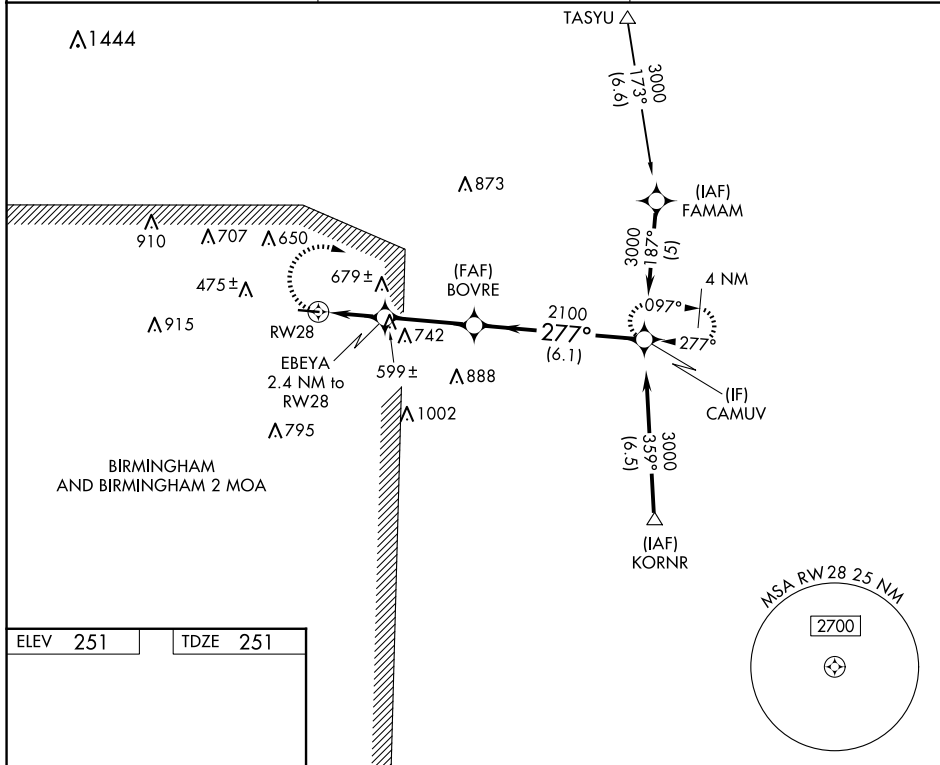 TASYU
1444
3000
173°
(6.6)
873
(IAF)
FAMAM
910
707
650
187°
(5)
3000
4 NM
679±
(FAF)
BOVRE
475±
097°
2100
277°
(6.1)
277°
915
RW28
742
EBEYA
2.4 NM to
RW28
599±
888
(IF)
CAMUV
1002
795
3000
359°
(6.5)
BIRMINGHAM
AND BIRMINGHAM 2 MOA
(IAF)
KORNR
MSA RW28 25 NM
2700
ELEV 251
TDZE 251